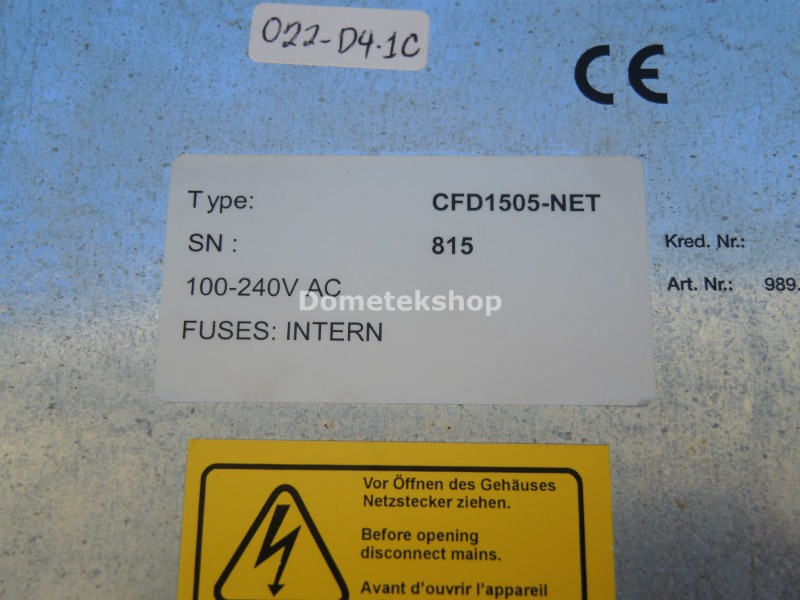 022-D4.1C
CE
Type: CFD1505-NET
SN : 815
100-240V AC
FUSES: INTERN
Kred. Nr.:
Art. Nr.: 989.
Dometekshop
Vor Öffnen des Gehäuses
Netzstecker ziehen.
Before opening
disconnect mains.
Avant d'ouvrir l'appareil